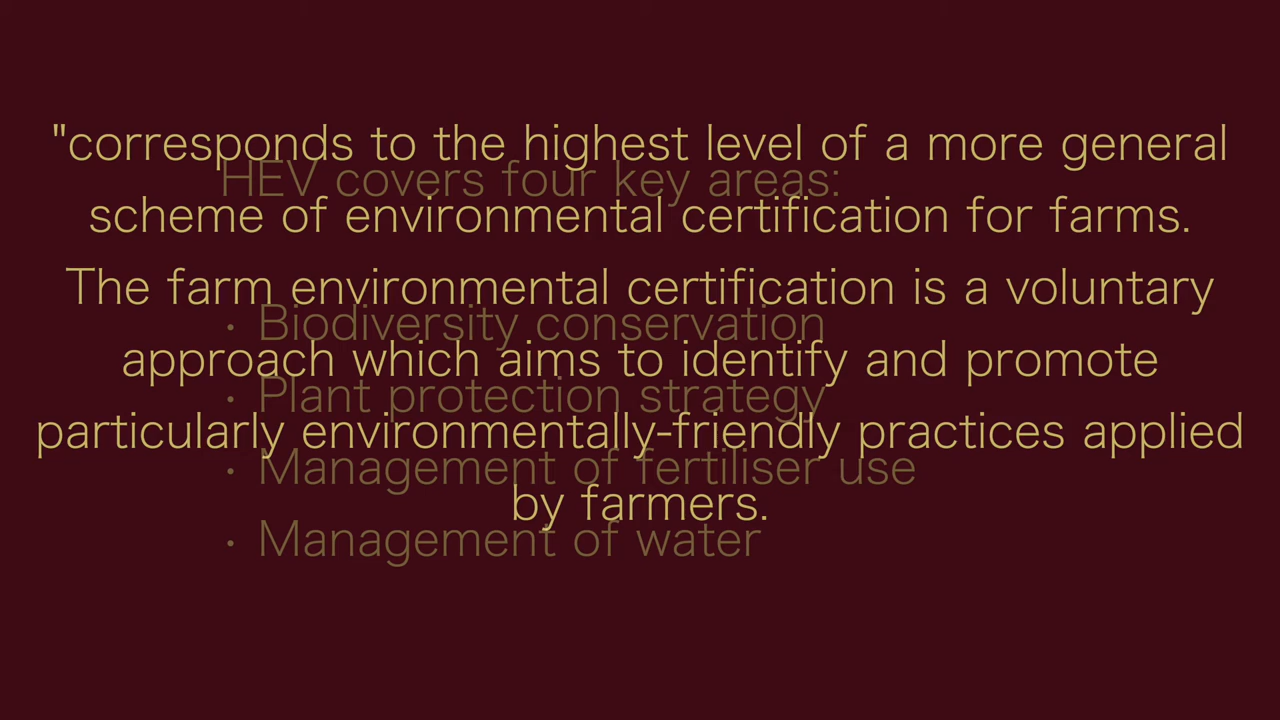 "corresponds to the highest level of a more general
scheme of environmental certification for farms.
The farm environmental certification is a voluntary
approach which aims to identify and promote
particularly environmentally-friendly practices applied
by farmers.
HEV covers four key areas:
• Biodiversity conservation
• Plant protection strategy
• Management of fertiliser use
• Management of water